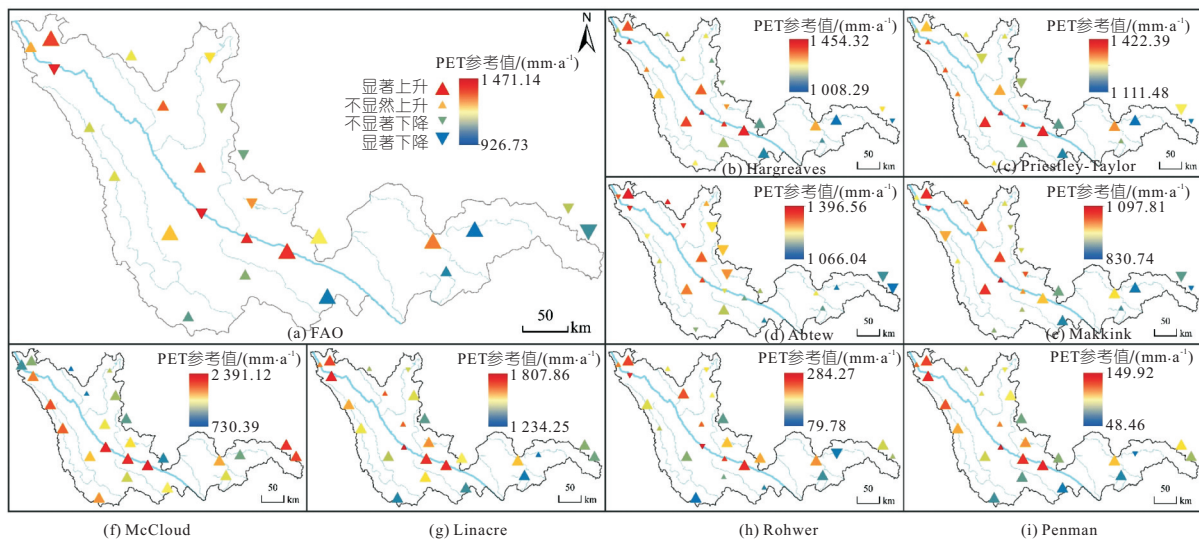 N
PET参考值/(mm·a⁻¹)
1 471.14
926.73
显著上升
不显然上升
不显著下降
显著下降
50
km
(a) FAO
PET参考值/(mm·a⁻¹)
1 454.32
1 008.29
50
km
(b) Hargreaves
PET参考值/(mm·a⁻¹)
1 422.39
1 111.48
50
km
(c) Priestley-Taylor
PET参考值/(mm·a⁻¹)
1 396.56
1 066.04
50
km
(d) Abtew
PET参考值/(mm·a⁻¹)
1 097.81
830.74
50
km
(e) Makkink
PET参考值/(mm·a⁻¹)
2 391.12
730.39
50
km
(f) McCloud
PET参考值/(mm·a⁻¹)
1 807.86
1 234.25
50
km
(g) Linacre
PET参考值/(mm·a⁻¹)
284.27
79.78
50
km
(h) Rohwer
PET参考值/(mm·a⁻¹)
149.92
48.46
50
km
(i) Penman